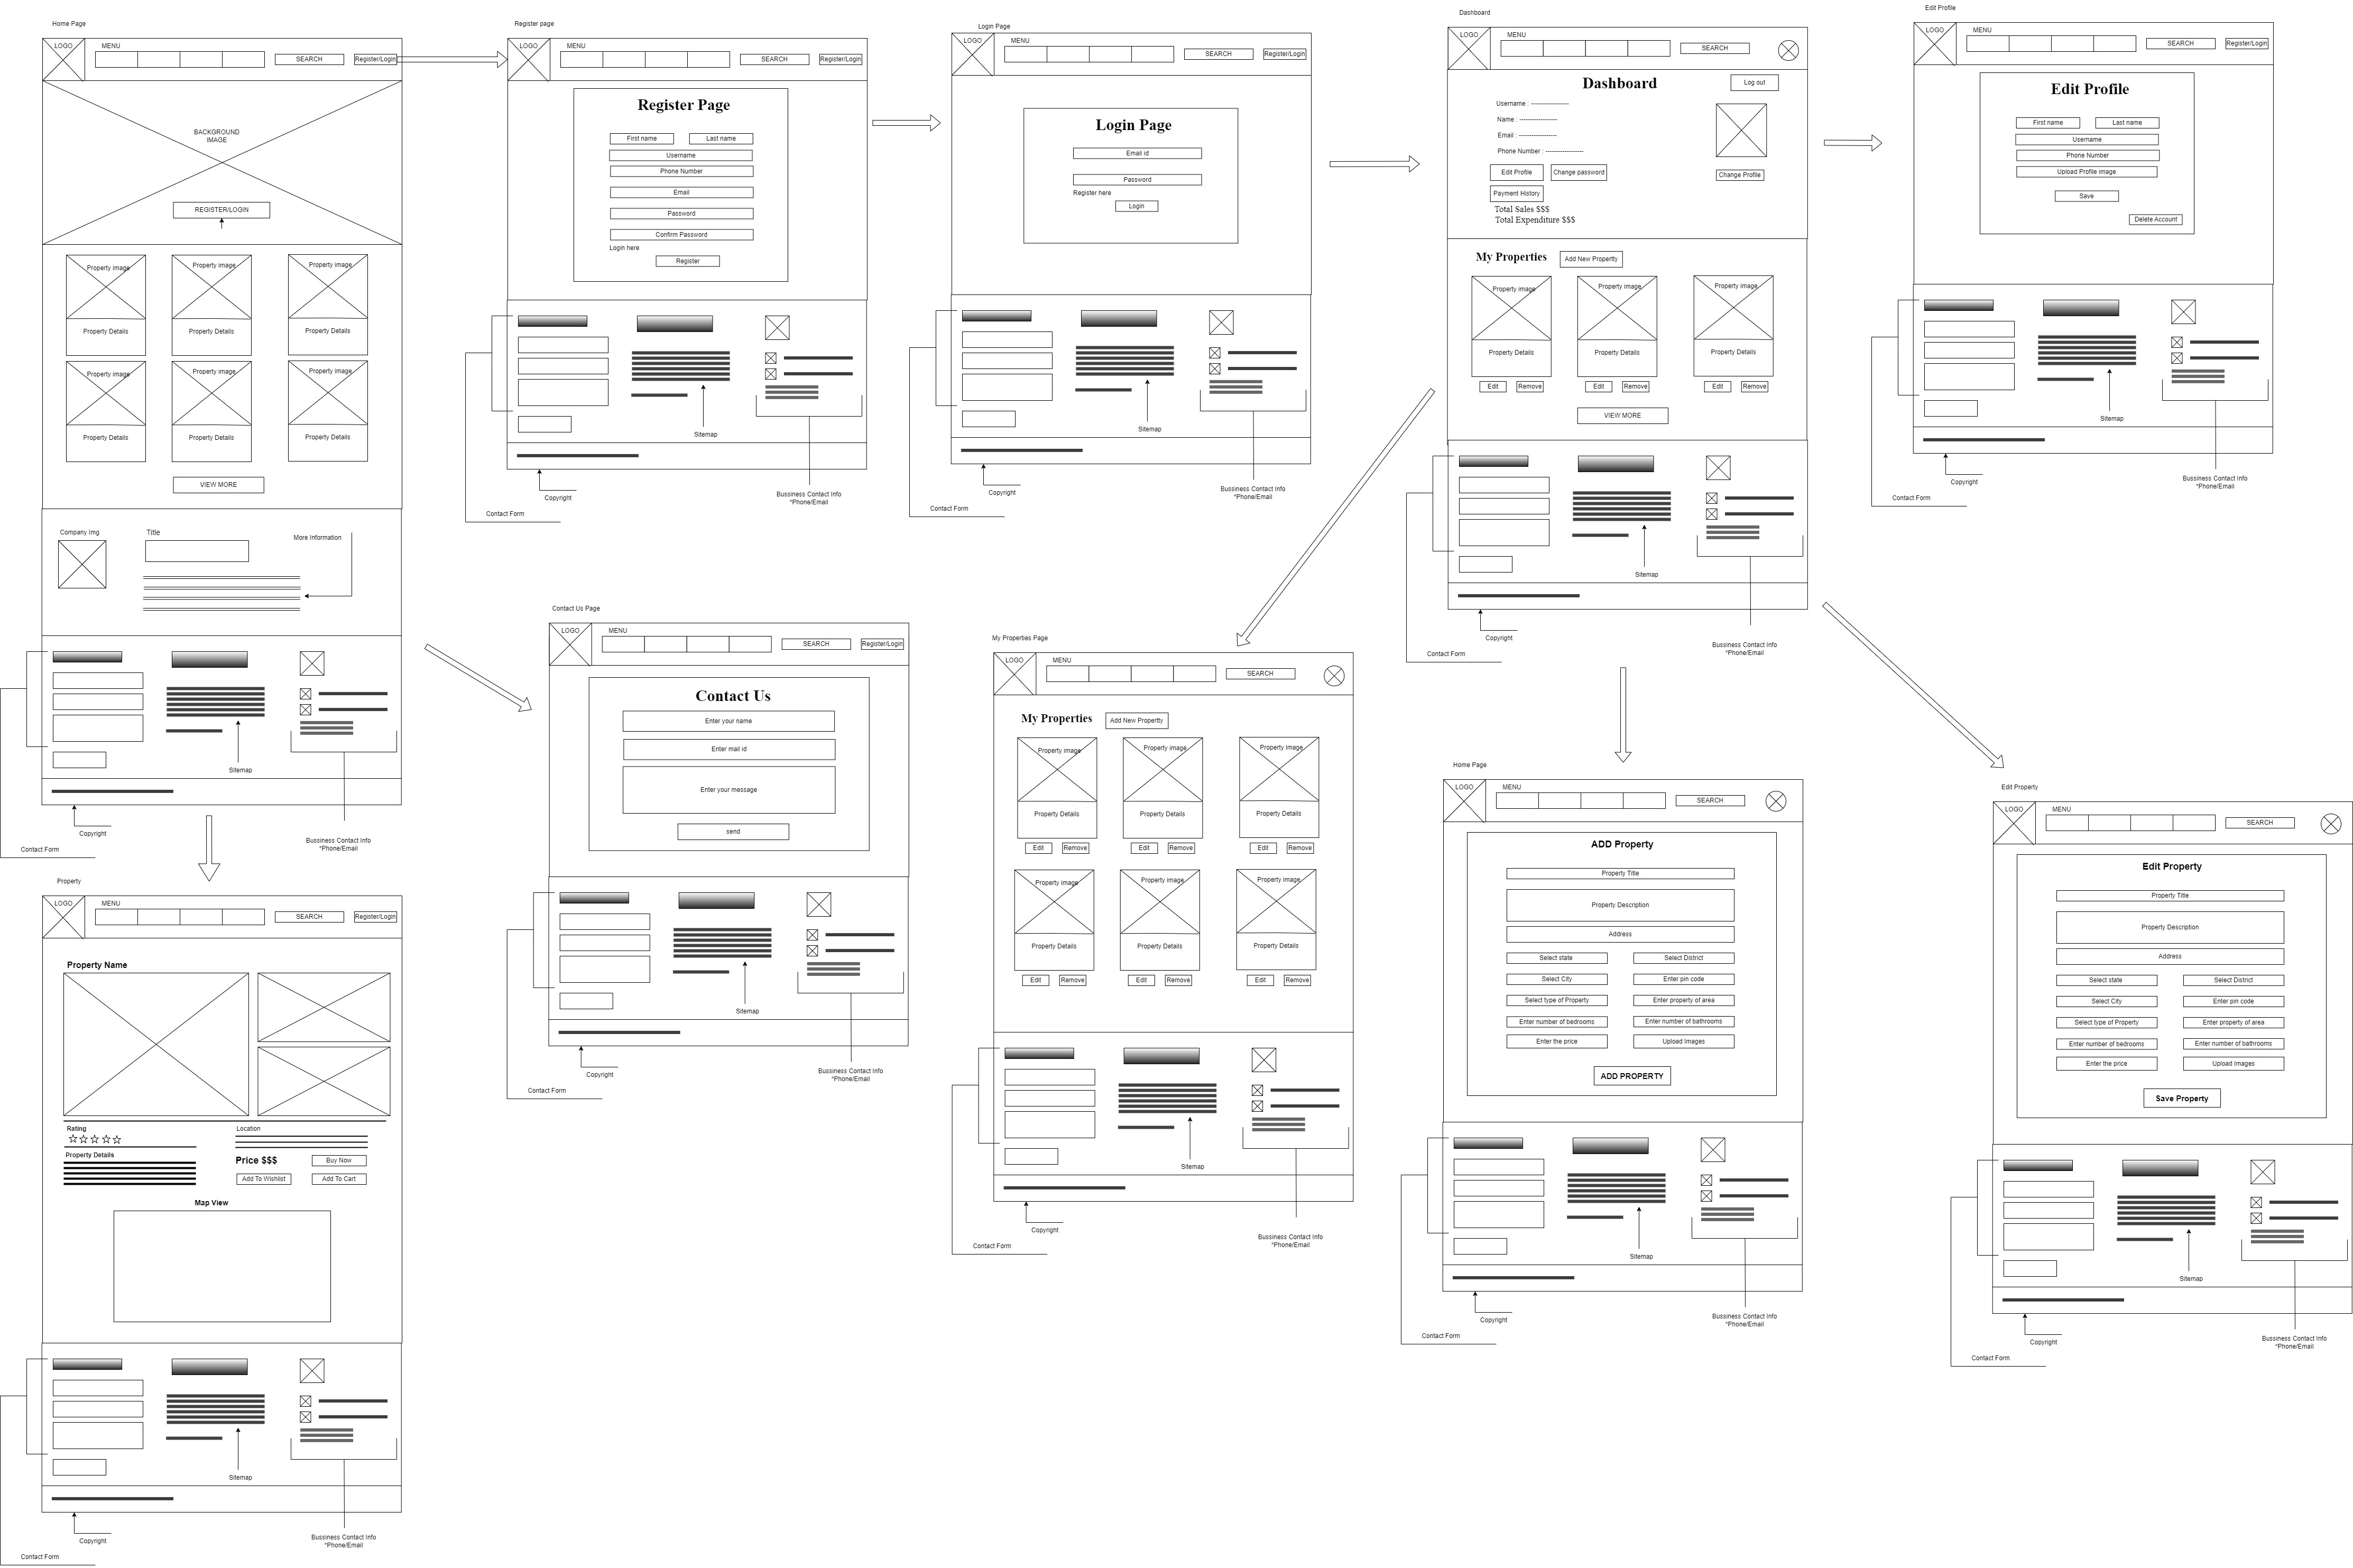 Home Page
LOGO
MENU
SEARCH
Register/Login
BACKGROUND
IMAGE
REGISTER/LOGIN
Property image
Property image
Property image
Property Details
Property Details
Property Details
Property image
Property image
Property image
Property Details
Property Details
Property Details
VIEW MORE
Company Img
Title
More Information
Sitemap
Copyright
Bussiness Contact Info
*Phone/Email
Contact Form
Register page
LOGO
MENU
SEARCH
Register/Login
Register Page
First name
Last name
Username
Phone Number
Email
Password
Confirm Password
Login here
Register
Sitemap
Copyright
Bussiness Contact Info
*Phone/Email
Contact Form
Login Page
LOGO
MENU
SEARCH
Register/Login
Login Page
Email id
Password
Register here
Login
Sitemap
Copyright
Bussiness Contact Info
*Phone/Email
Contact Form
Dashboard
LOGO
MENU
SEARCH
Dashboard
Log out
Username : ------------------
Name : ------------------
Email : ------------------
Phone Number : ------------------
Edit Profile
Change password
Change Profile
Payment History
Total Sales $$$
Total Expenditure $$$
My Properties
Add New Propertty
Property image
Property image
Property image
Property Details
Property Details
Property Details
Edit
Remove
Edit
Remove
Edit
Remove
VIEW MORE
Sitemap
Copyright
Bussiness Contact Info
*Phone/Email
Contact Form
Edit Profile
LOGO
MENU
SEARCH
Register/Login
Edit Profile
First name
Last name
Username
Phone Number
Upload Profile image
Save
Delete Account
Sitemap
Copyright
Bussiness Contact Info
*Phone/Email
Contact Form
Contact Us Page
LOGO
MENU
SEARCH
Register/Login
Contact Us
Enter your name
Enter mail id
Enter your message
send
Sitemap
Copyright
Bussiness Contact Info
*Phone/Email
Contact Form
My Properties Page
LOGO
MENU
SEARCH
My Properties
Add New Propertty
Property image
Property image
Property image
Property Details
Property Details
Property Details
Edit
Remove
Edit
Remove
Edit
Remove
Property image
Property image
Property image
Property Details
Property Details
Property Details
Edit
Remove
Edit
Remove
Edit
Remove
Sitemap
Copyright
Bussiness Contact Info
*Phone/Email
Contact Form
Home Page
LOGO
MENU
SEARCH
ADD Property
Property Title
Property Description
Address
Select state
Select District
Select City
Enter pin code
Select type of Property
Enter property of area
Enter number of bedrooms
Enter number of bathrooms
Enter the price
Upload Images
ADD PROPERTY
Sitemap
Copyright
Bussiness Contact Info
*Phone/Email
Contact Form
Edit Property
LOGO
MENU
SEARCH
Edit Property
Property Title
Property Description
Address
Select state
Select District
Select City
Enter pin code
Select type of Property
Enter property of area
Enter number of bedrooms
Enter number of bathrooms
Enter the price
Upload Images
Save Property
Sitemap
Copyright
Bussiness Contact Info
*Phone/Email
Contact Form
Property
LOGO
MENU
SEARCH
Register/Login
Property Name
Rating
Location
Property Details
Price $$$
Buy Now
Add To Wishlist
Add To Cart
Map View
Sitemap
Copyright
Bussiness Contact Info
*Phone/Email
Contact Form